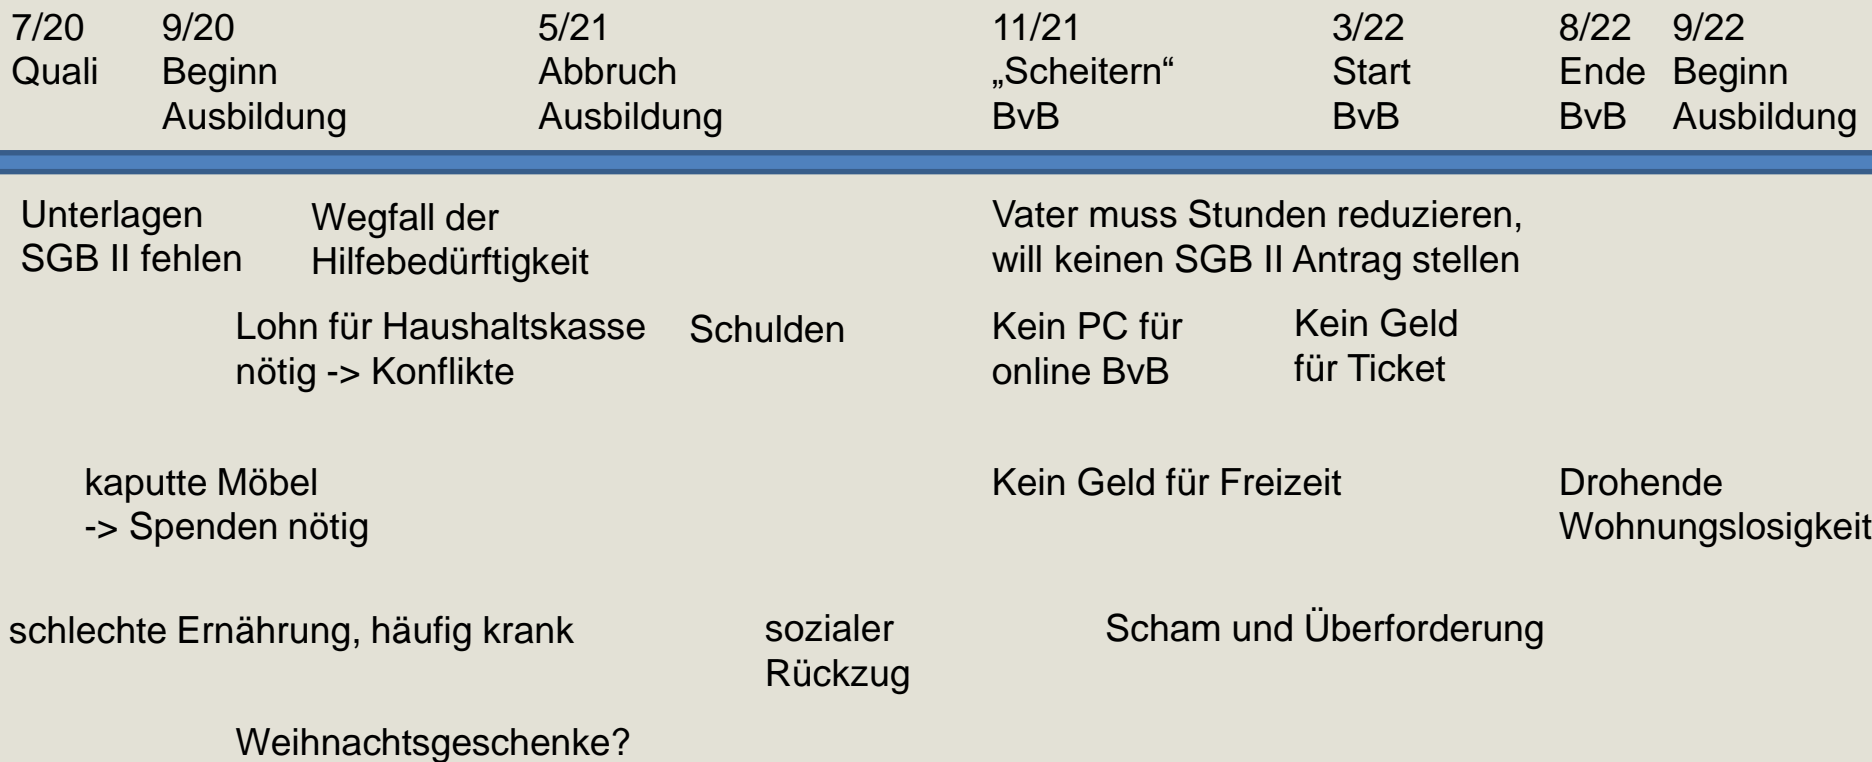 7/20
Quali
9/20
Beginn
Ausbildung
5/21
Abbruch
Ausbildung
11/21
„Scheitern“
BvB
3/22
Start
BvB
8/22
Ende
BvB
9/22
Beginn
Ausbildung
Unterlagen
SGB II fehlen
Wegfall der
Hilfebedürftigkeit
Vater muss Stunden reduzieren,
will keinen SGB II Antrag stellen
Lohn für Haushaltskasse
nötig -> Konflikte
Schulden
Kein PC für
online BvB
Kein Geld
für Ticket
kaputte Möbel
-> Spenden nötig
Kein Geld für Freizeit
Drohende
Wohnungslosigkeit
schlechte Ernährung, häufig krank
sozialer
Rückzug
Scham und Überforderung
Weihnachtsgeschenke?